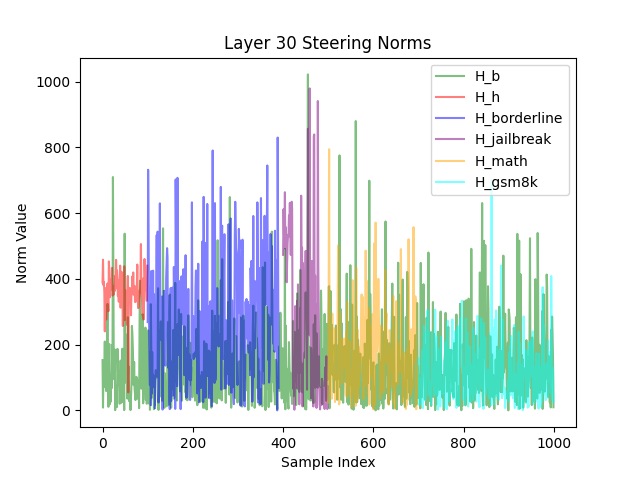 Layer 30 Steering Norms
Norm Value
1000
800
600
400
200
0
H_b
H_h
H_borderline
H_jailbreak
H_math
H_gsm8k
0
200
400
600
800
1000
Sample Index